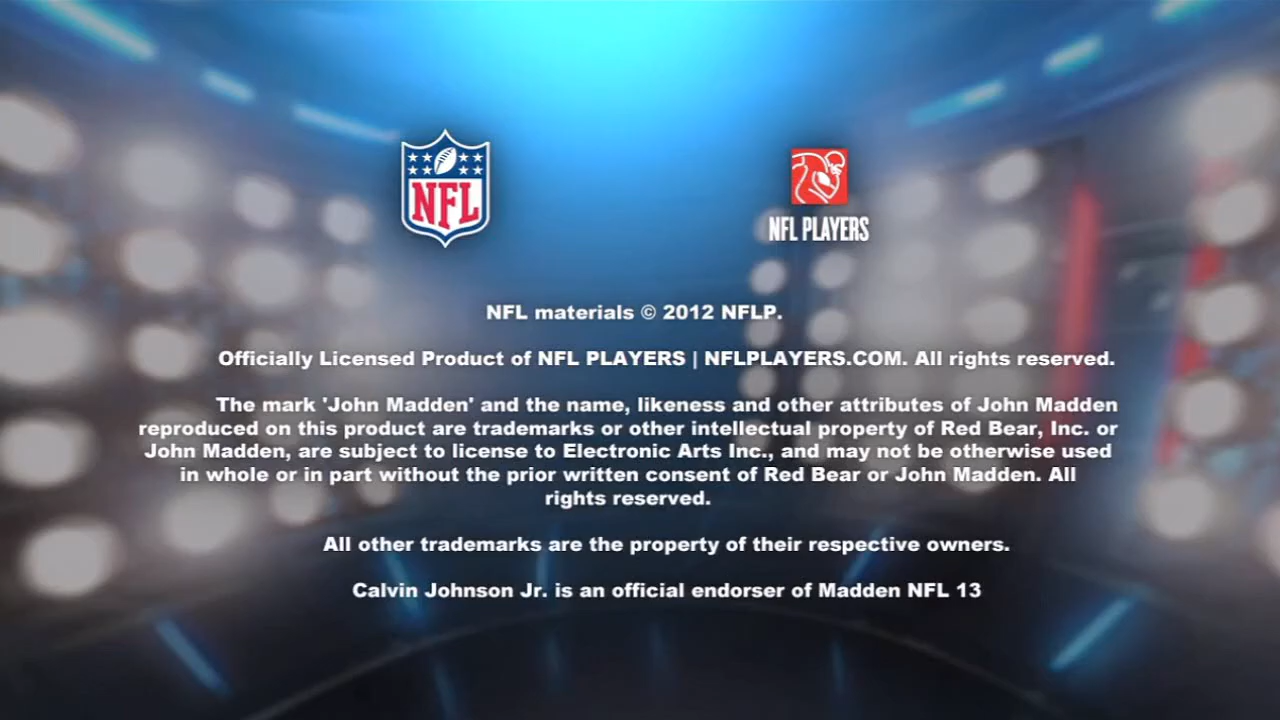 NFL
NFL PLAYERS
NFL materials © 2012 NFLP.
Officially Licensed Product of NFL PLAYERS | NFLPLAYERS.COM. All rights reserved.
The mark 'John Madden' and the name, likeness and other attributes of John Madden
reproduced on this product are trademarks or other intellectual property of Red Bear, Inc. or
John Madden, are subject to license to Electronic Arts Inc., and may not be otherwise used
in whole or in part without the prior written consent of Red Bear or John Madden. All
rights reserved.
All other trademarks are the property of their respective owners.
Calvin Johnson Jr. is an official endorser of Madden NFL 13